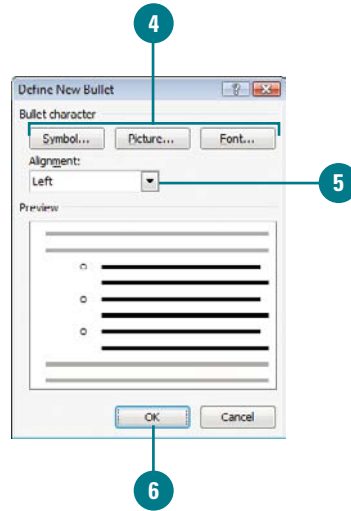 4
Define New Bullet
Bullet character
Symbol... Picture... Font...
Alignment:
Left
5
Preview
OK Cancel
6